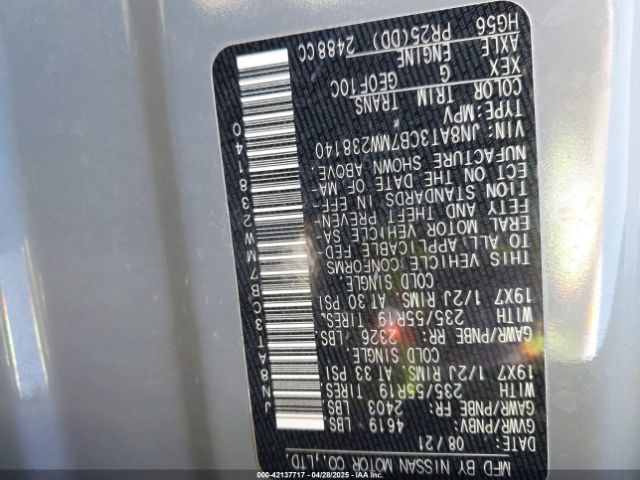 MFD BY NISSAN MOTOR CO.,LTD.
DATE: 08/21
GVWR/PNBV: 4619 LBS
GAWR/PNBE FR: 2403 LBS
WITH 235/55R19 TIRES,
19X7 1/2J RIMS, AT 33 PSI
COLD SINGLE.
GAWR/PNBE RR: 2326 LBS
WITH 235/55R19 TIRES,
19X7 1/2J RIMS, AT 30 PSI
COLD SINGLE
THIS VEHICLE CONFORMS
TO ALL APPLICABLE FED-
ERAL MOTOR VEHICLE SA-
FETY AND THEFT PREVEN-
TION STANDARDS IN EFF-
ECT ON THE DATE OF MA-
NUFACTURE SHOWN ABOVE.
VIN: JN8AT3CB7MW238140
TYPE:MPV *
COLOR TRIM TRANS
XEX G GEOF10C
AXLE ENGINE
HG56 PR25(DD) 2488CC
JN8AT3CB7MW238140
000-42137717 - 04/28/2025 - IAAI Copyright